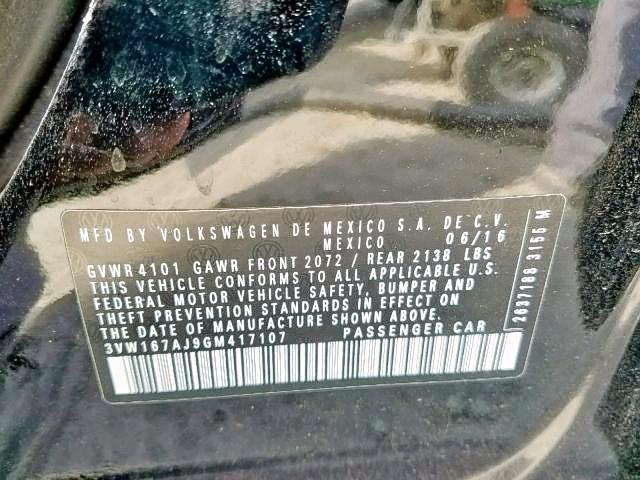 MFD BY VOLKSWAGEN DE MEXICO S.A. DE C.V.
MEXICO 06/16
GVWR 4101 GAWR FRONT 2072 / REAR 2138 LBS
THIS VEHICLE CONFORMS TO ALL APPLICABLE U.S.
FEDERAL MOTOR VEHICLE SAFETY, BUMPER AND
THEFT PREVENTION STANDARDS IN EFFECT ON
THE DATE OF MANUFACTURE SHOWN ABOVE.
3VW167AJ9GM417107 PASSENGER CAR
2637188 3156 M